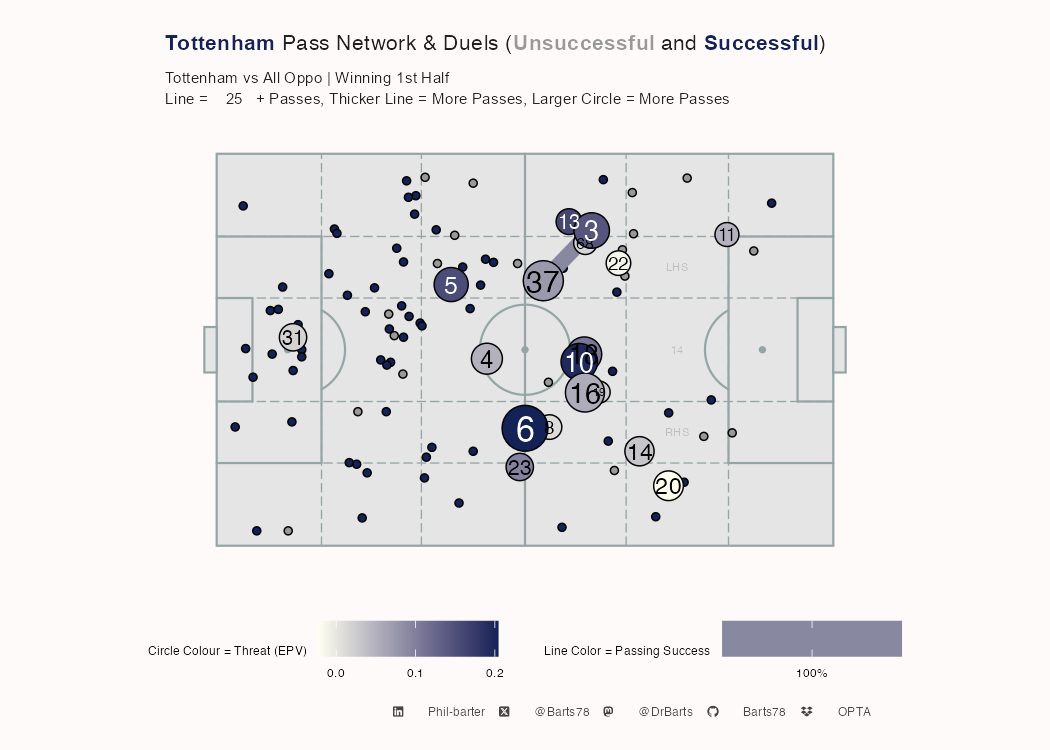 Tottenham Pass Network & Duels (Unsuccessful and Successful)
Tottenham vs All Oppo | Winning 1st Half
Line = 25 + Passes, Thicker Line = More Passes, Larger Circle = More Passes
13
3
11
22
LHS
37
5
31
4
14
10
16
6
8
RHS
14
23
20
Circle Colour = Threat (EPV)
0.0 0.1 0.2
Line Color = Passing Success
100%
Phil-barter @Barts78 @DrBarts Barts78 OPTA